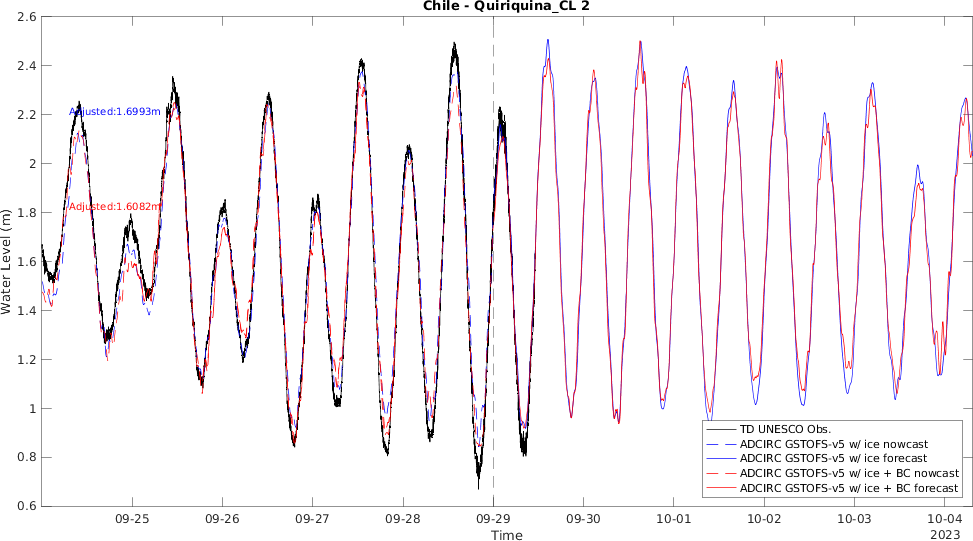 Chile - Quiriquina_CL 2
2.6
2.4
2.2
2
1.8
1.6
1.4
1.2
1
0.8
0.6
Water Level (m)
Adjusted:1.6993m
Adjusted:1.6082m
TD UNESCO Obs.
ADCIRC GSTOFS-v5 w/ ice nowcast
ADCIRC GSTOFS-v5 w/ ice forecast
ADCIRC GSTOFS-v5 w/ ice + BC nowcast
ADCIRC GSTOFS-v5 w/ ice + BC forecast
09-25 09-26 09-27 09-28 09-29 09-30 10-01 10-02 10-03 10-04
Time
2023